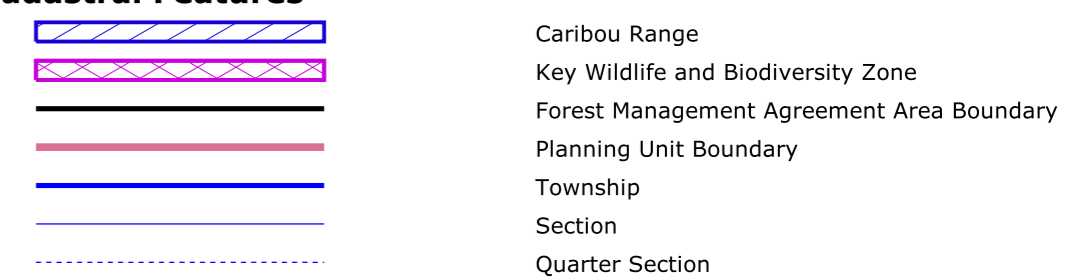 Caribou Range
Key Wildlife and Biodiversity Zone
Forest Management Agreement Area Boundary
Planning Unit Boundary
Township
Section
Quarter Section